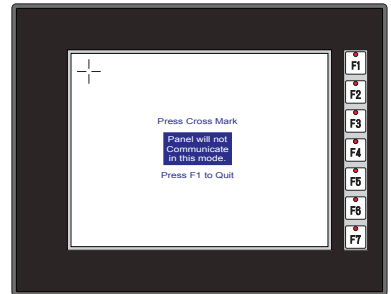 Press Cross Mark
Panel will not
Communicate
in this mode.
Press F1 to Quit
F1
F2
F3
F4
F5
F6
F7